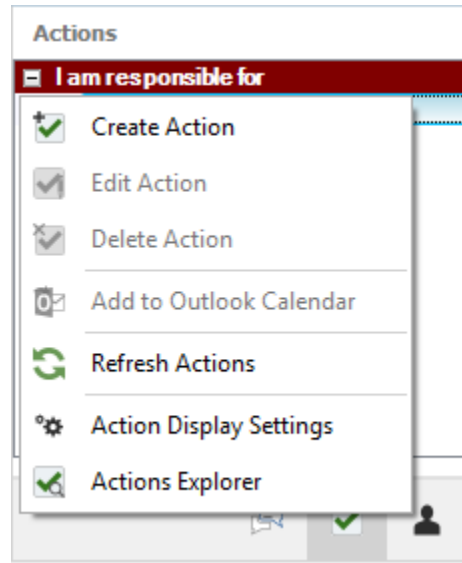 Actions
I am responsible for
Create Action
Edit Action
Delete Action
Add to Outlook Calendar
Refresh Actions
Action Display Settings
Actions Explorer